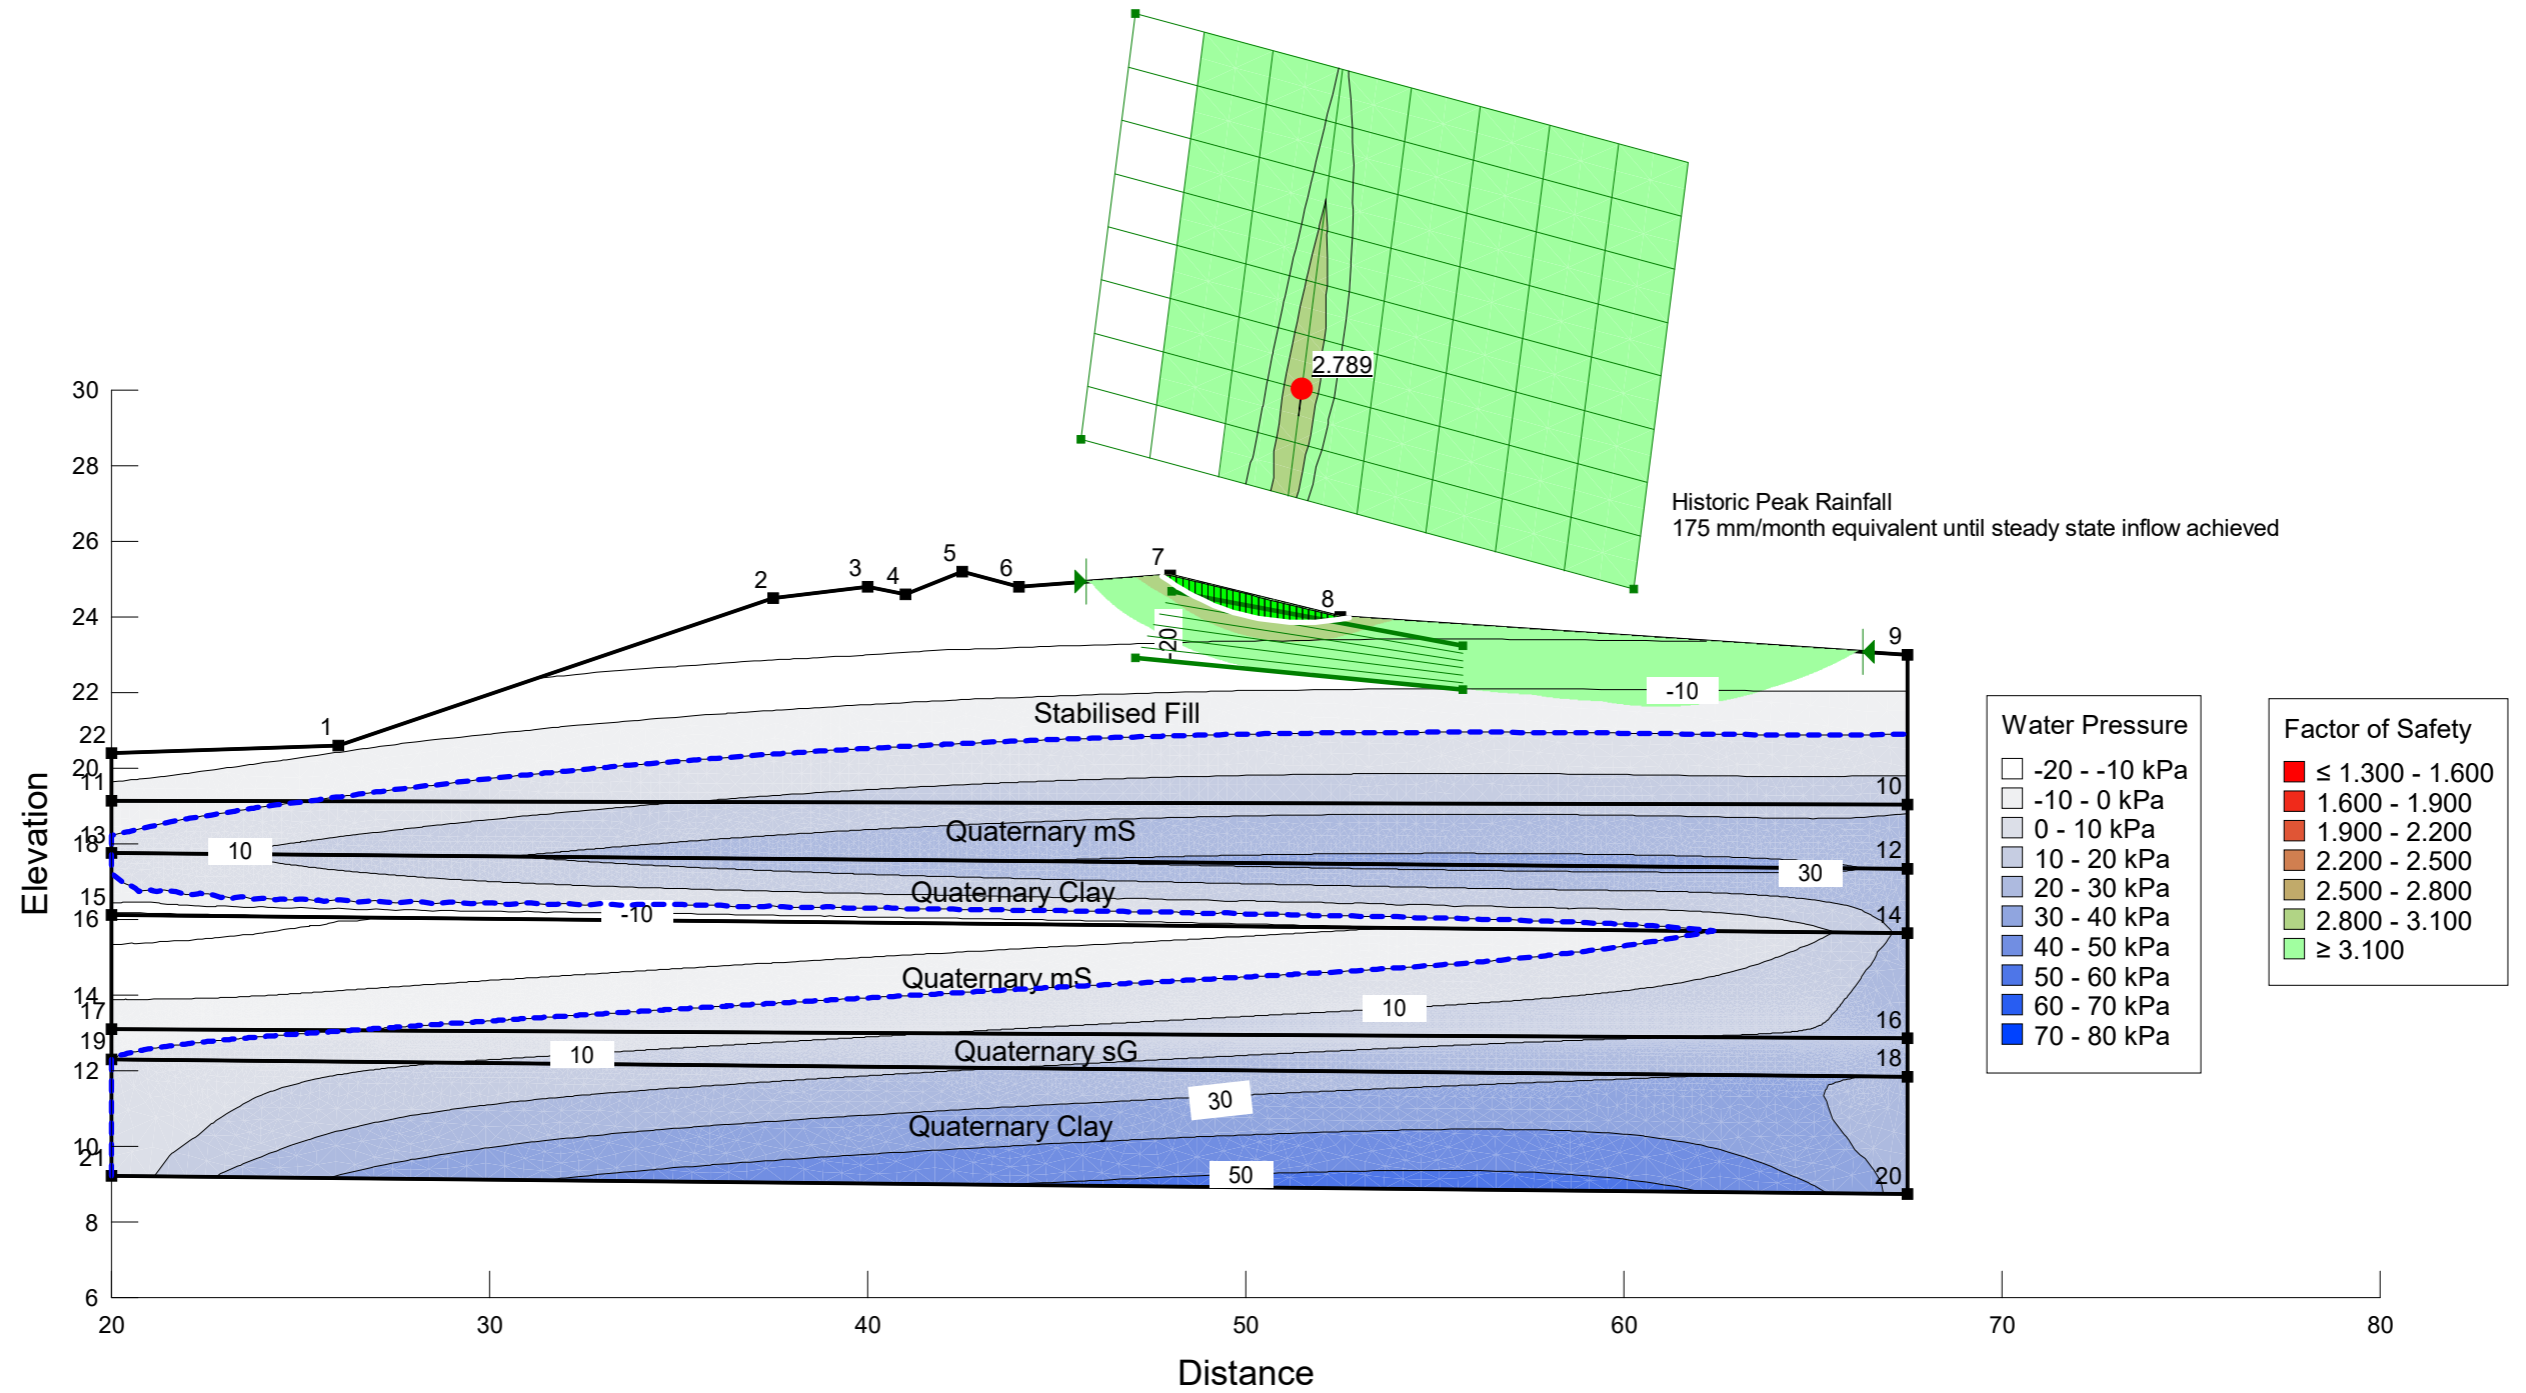 2.789
30
28
26
24
22
20
18
16
14
12
10
8
6
Elevation
20
30
40
50
60
70
80
Distance
1
2
3
4
5
6
7
8
9
10
11
12
13
14
15
16
17
18
19
20
21
22
Historic Peak Rainfall
175 mm/month equivalent until steady state inflow achieved
-20
-10
Stabilised Fill
Quaternary mS
10
30
Quaternary Clay
-10
Quaternary mS
10
10
Quaternary sG
30
Quaternary Clay
50
Water Pressure
-20 - -10 kPa
-10 - 0 kPa
0 - 10 kPa
10 - 20 kPa
20 - 30 kPa
30 - 40 kPa
40 - 50 kPa
50 - 60 kPa
60 - 70 kPa
70 - 80 kPa
Factor of Safety
≤ 1.300 - 1.600
1.600 - 1.900
1.900 - 2.200
2.200 - 2.500
2.500 - 2.800
2.800 - 3.100
≥ 3.100